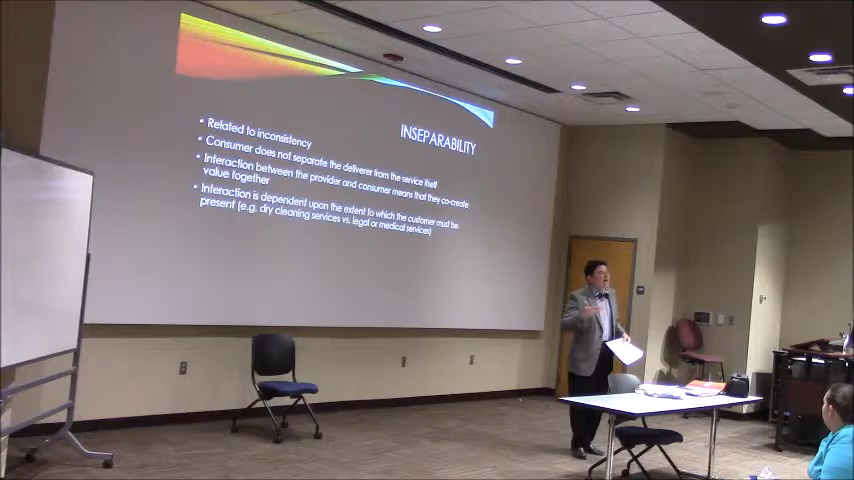 INSEPARABILITY
• Related to inconsistency
• Consumer does not separate the deliverer from the service itself
• Interaction between the provider and consumer means that they co-create
value together
• Interaction is dependent upon the extent to which the customer must be
present (e.g. dry cleaning services vs. legal or medical services)